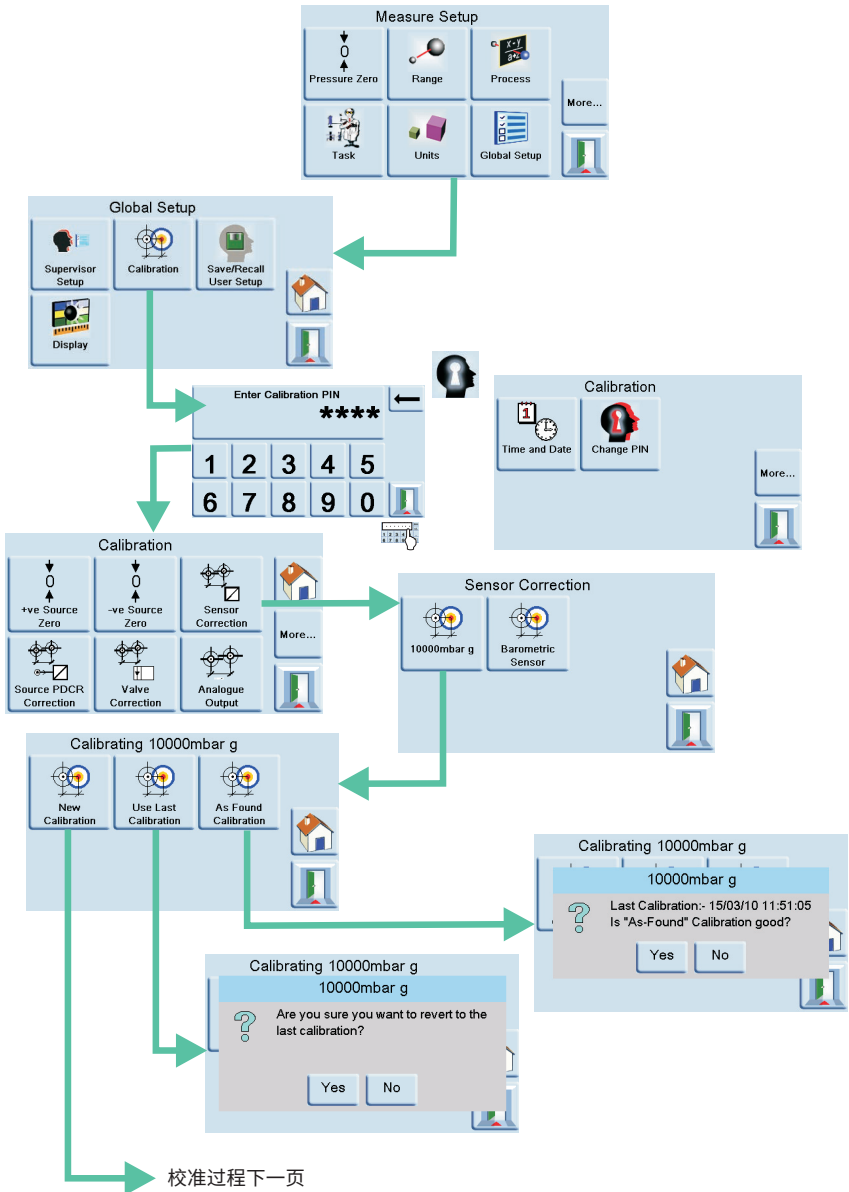 Measure Setup
0
Pressure Zero
Range
x-y
a+z
Process
More...
Task
Units
Global Setup
Global Setup
Supervisor
Setup
Calibration
Save/Recall
User Setup
Display
Enter Calibration PIN
****
1 2 3 4 5
6 7 8 9 0
Calibration
1
Time and Date
Change PIN
More...
Calibration
0
+ve Source
Zero
0
-ve Source
Zero
Sensor
Correction
More...
Source PDCR
Correction
Valve
Correction
Analogue
Output
Sensor Correction
10000mbar g
Barometric
Sensor
Calibrating 10000mbar g
New
Calibration
Use Last
Calibration
As Found
Calibration
Calibrating 10000mbar g
10000mbar g
Last Calibration:- 15/03/10 11:51:05
Is "As-Found" Calibration good?
Yes
No
Calibrating 10000mbar g
10000mbar g
Are you sure you want to revert to the
last calibration?
Yes
No
校准过程下一页